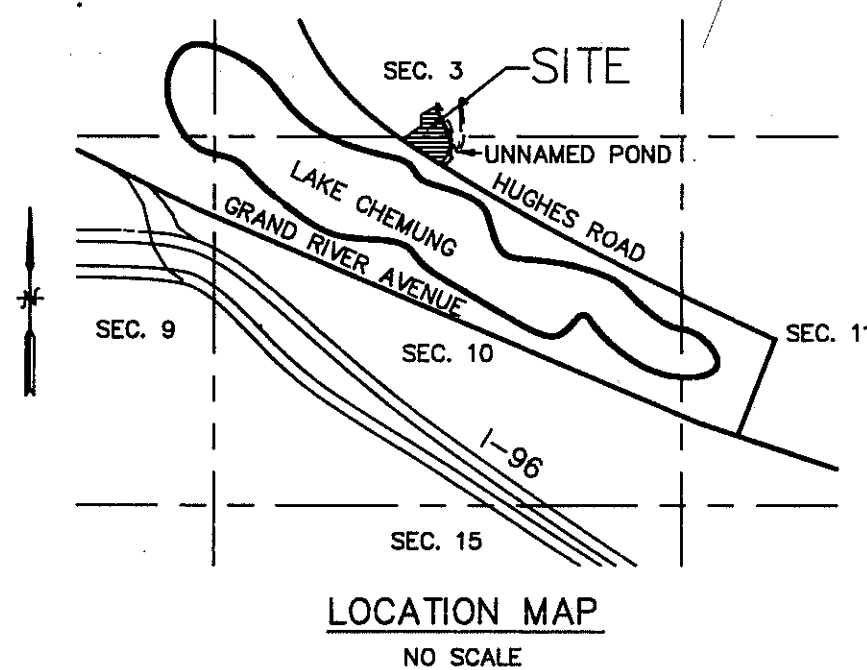 SEC. 3
SITE
UNNAMED POND
LAKE CHEMUNG
HUGHES ROAD
GRAND RIVER AVENUE
N
SEC. 9
SEC. 10
SEC. 11
I-96
SEC. 15
LOCATION MAP
NO SCALE